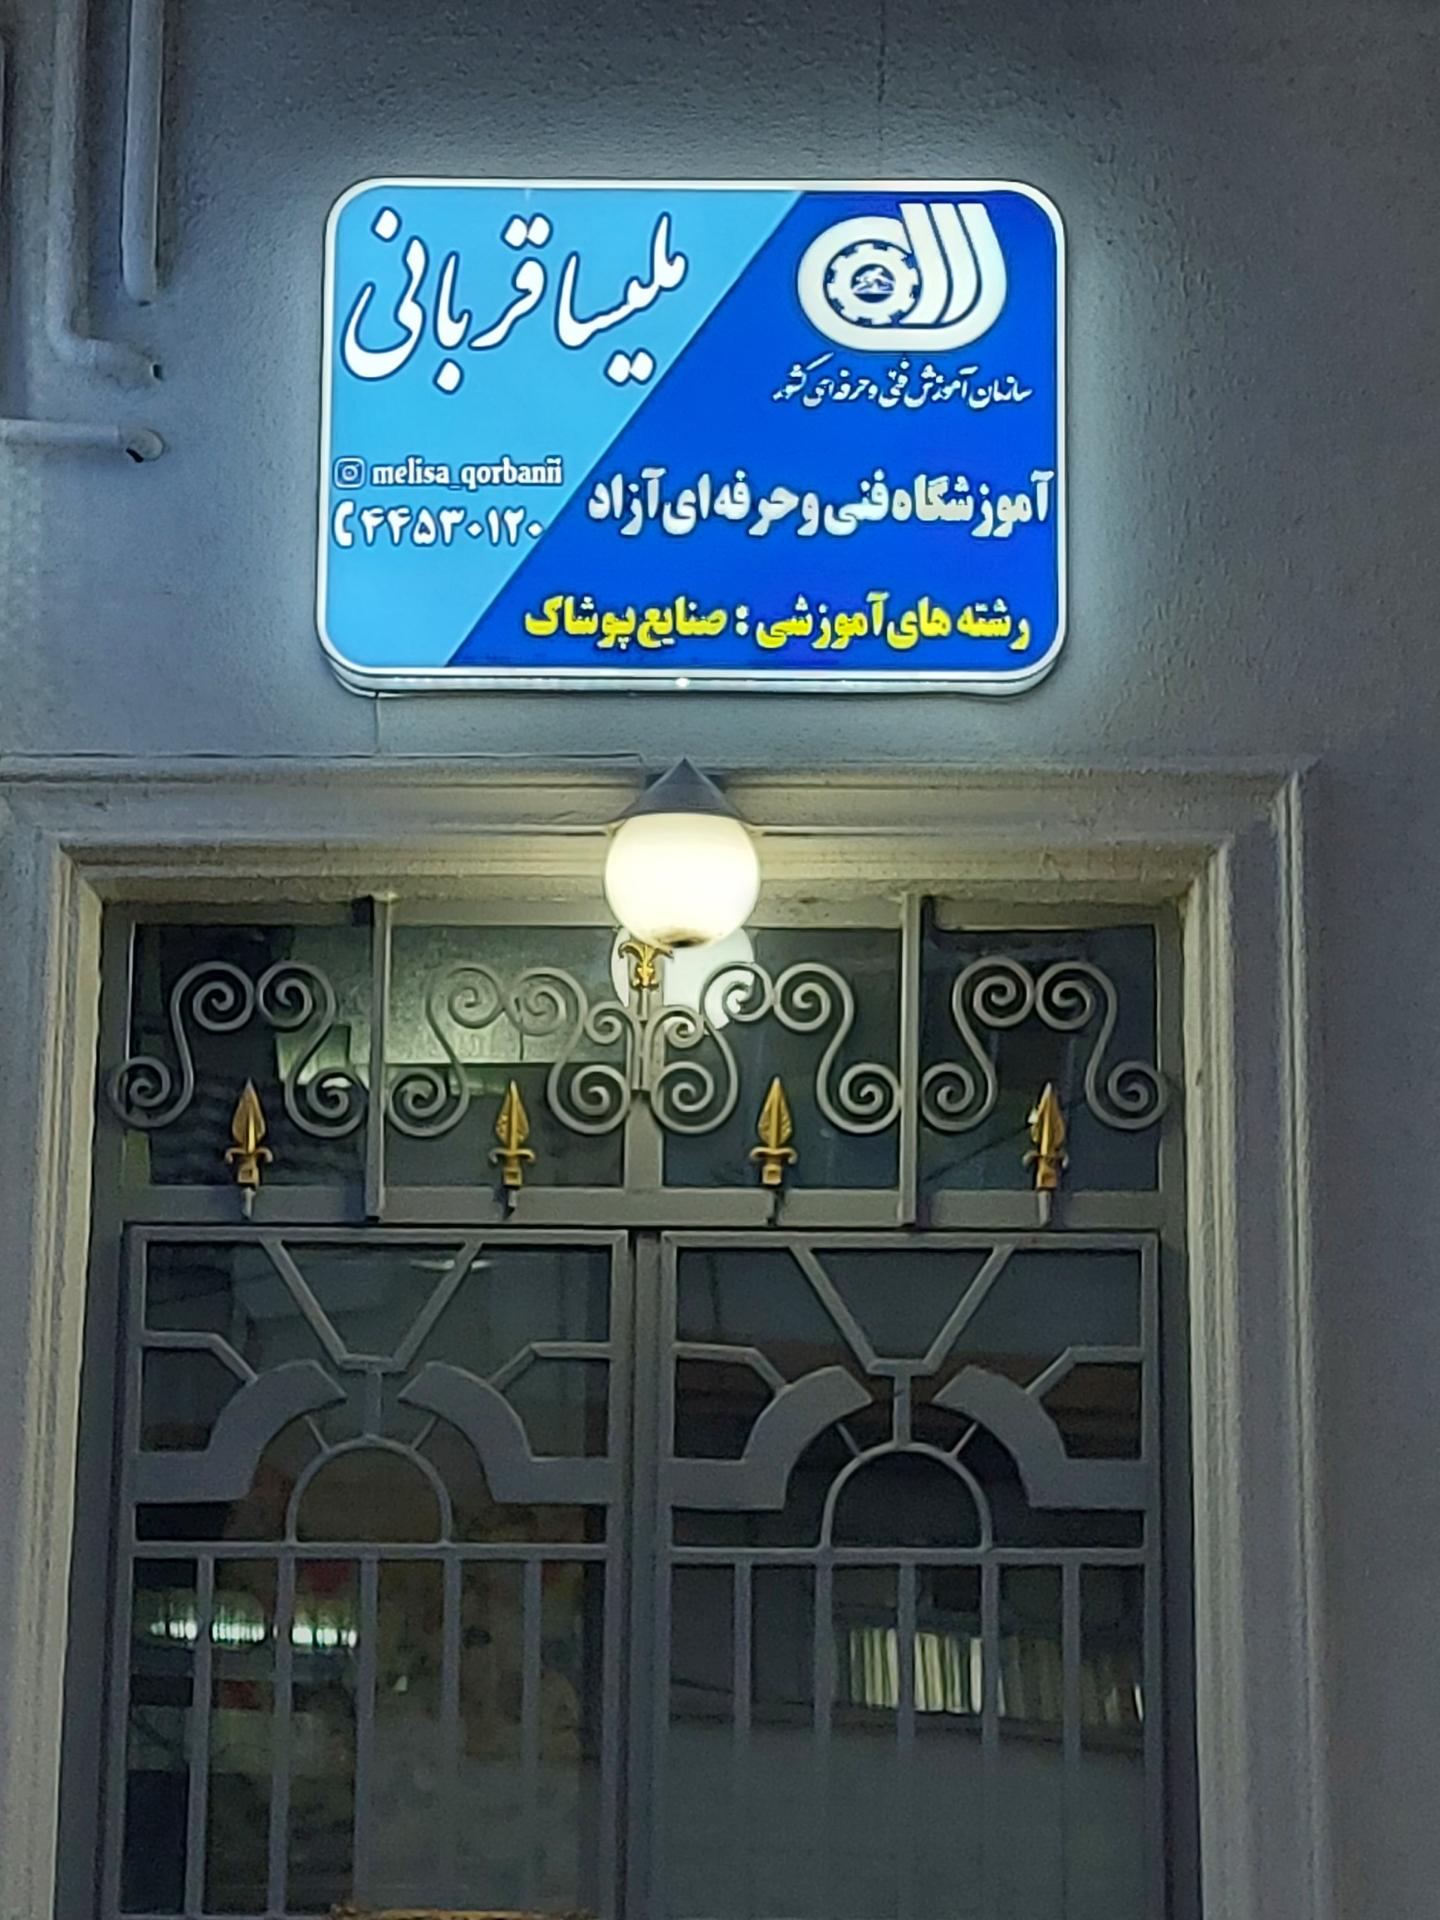 سازمان آموزش فنی و حرفه‌ای کشور
ملیسا قربانی
melisa_qorbanii
۴۴۵۳۰۱۲۰
آموزشگاه فنی و حرفه ای آزاد
رشته های آموزشی : صنایع پوشاک